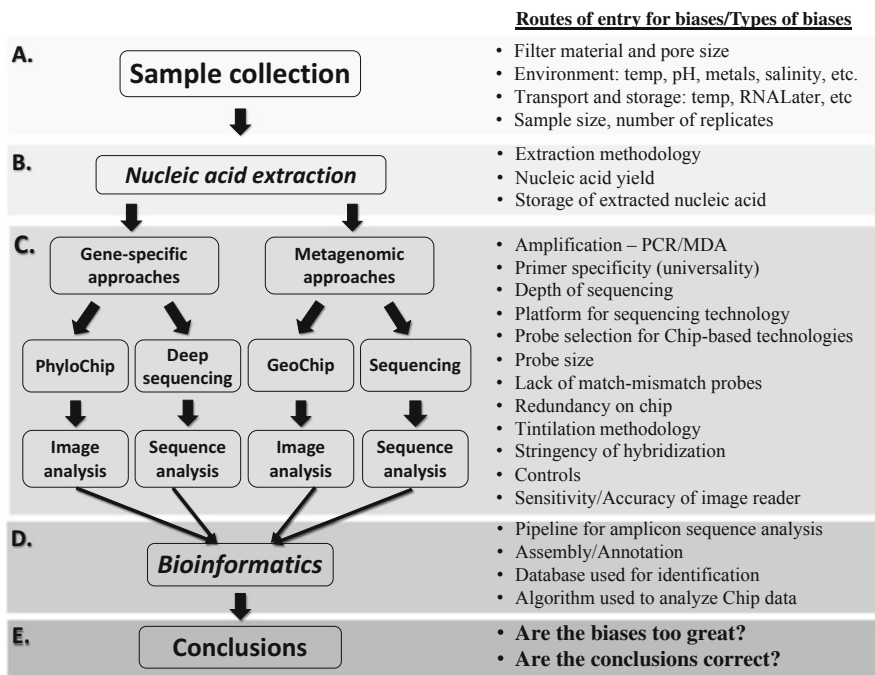 Routes of entry for biases/Types of biases
A.
Sample collection
• Filter material and pore size
• Environment: temp, pH, metals, salinity, etc.
• Transport and storage: temp, RNALater, etc
• Sample size, number of replicates
B.
Nucleic acid extraction
• Extraction methodology
• Nucleic acid yield
• Storage of extracted nucleic acid
C.
Gene-specific
approaches
Metagenomic
approaches
PhyloChip
Deep
sequencing
GeoChip
Sequencing
Image
analysis
Sequence
analysis
Image
analysis
Sequence
analysis
• Amplification – PCR/MDA
• Primer specificity (universality)
• Depth of sequencing
• Platform for sequencing technology
• Probe selection for Chip-based technologies
• Probe size
• Lack of match-mismatch probes
• Redundancy on chip
• Tintilation methodology
• Stringency of hybridization
• Controls
• Sensitivity/Accuracy of image reader
D.
Bioinformatics
• Pipeline for amplicon sequence analysis
• Assembly/Annotation
• Database used for identification
• Algorithm used to analyze Chip data
E.
Conclusions
• Are the biases too great?
• Are the conclusions correct?